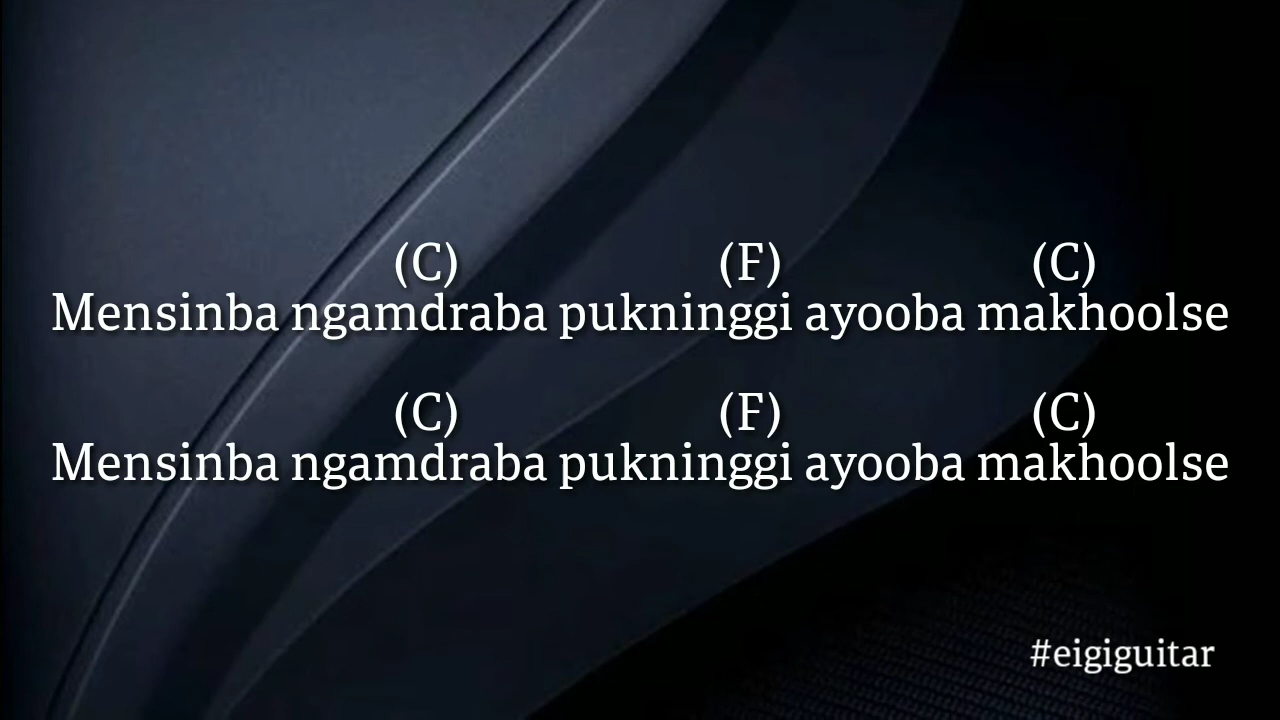 (C) (F) (C)
Mensinba ngamdraba pukninggi ayooba makhoolse
(C) (F) (C)
Mensinba ngamdraba pukninggi ayooba makhoolse
#eigiguitar